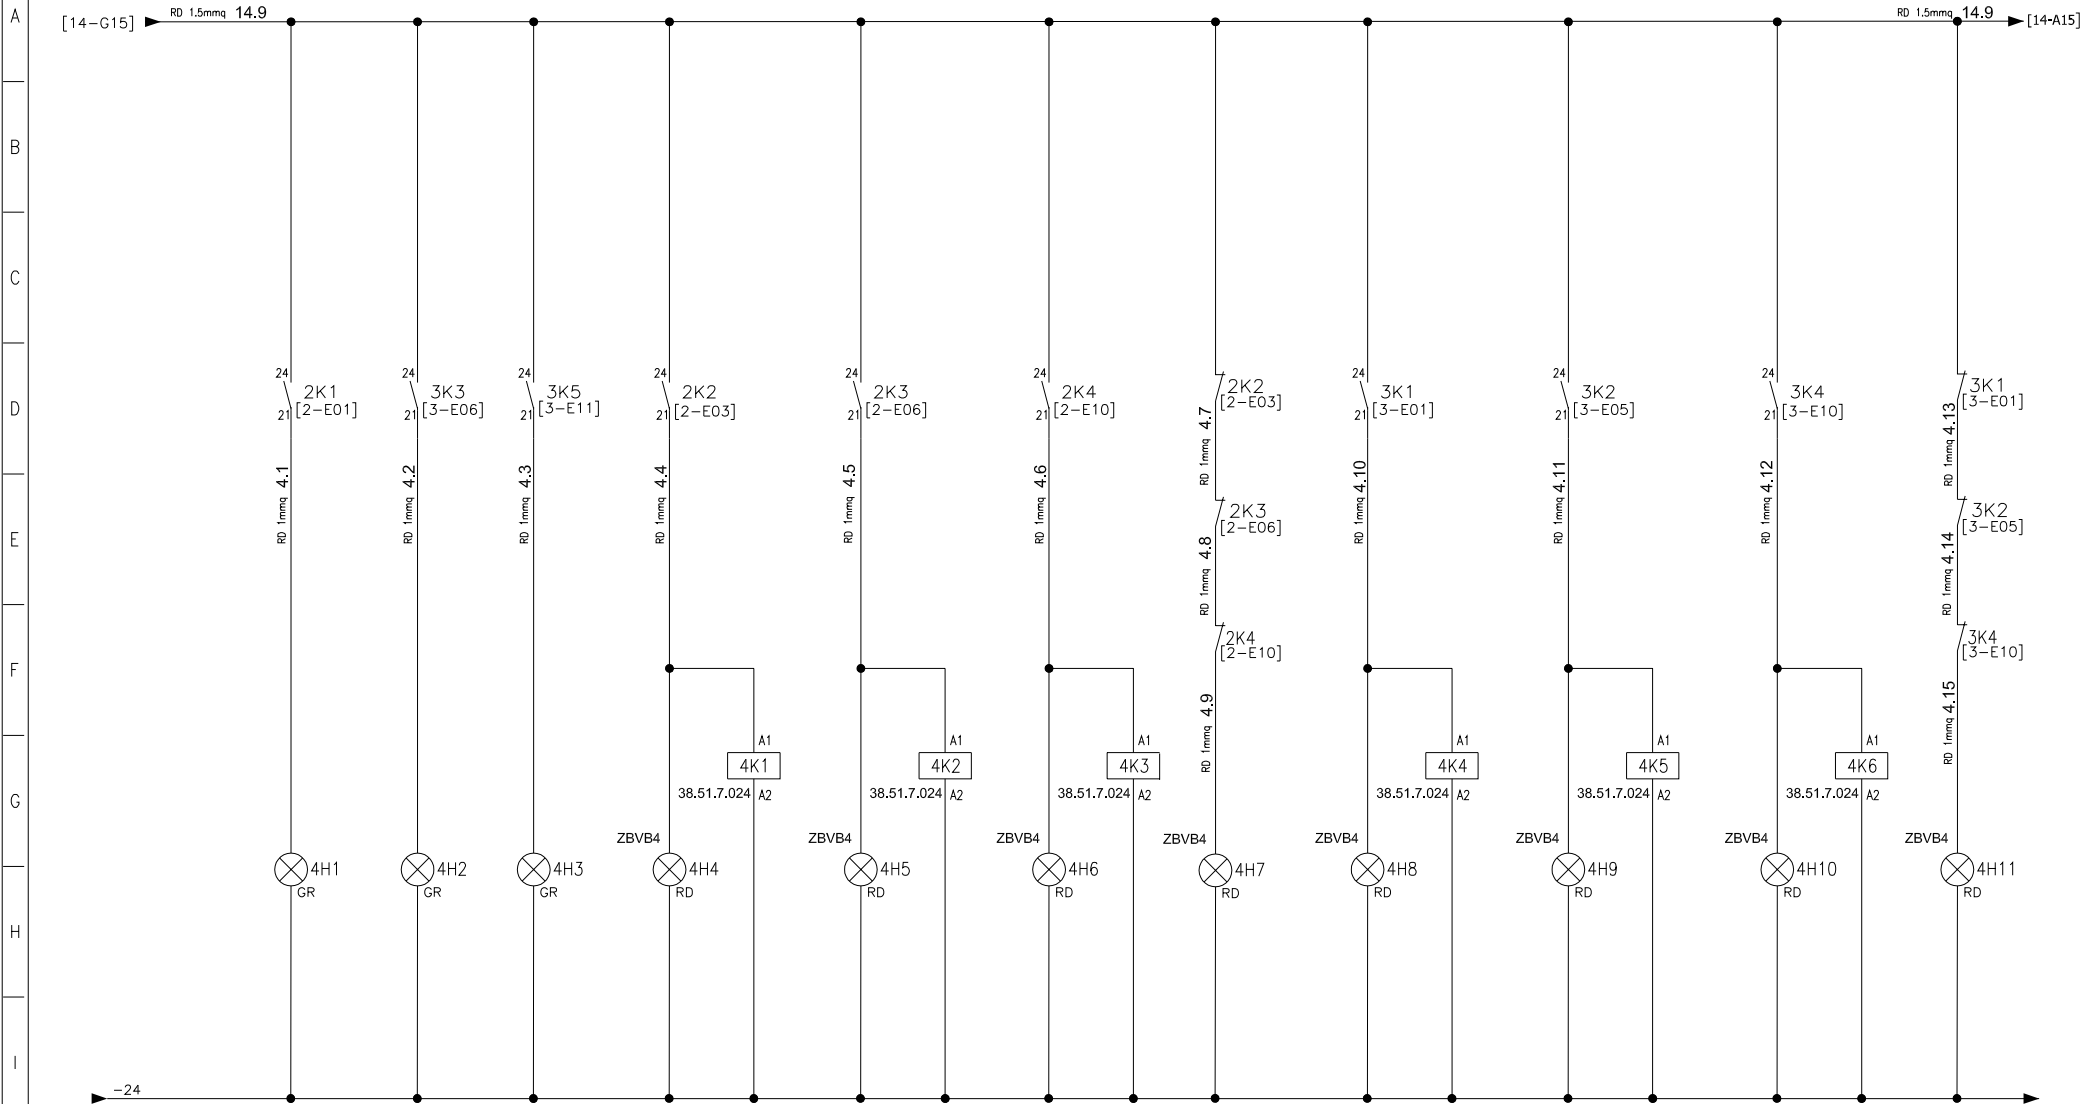 A
[14-G15]
RD 1.5mmq 14.9
RD 1.5mmq 14.9
[14-A15]
B
C
D
24
2K1
21
[2-E01]
24
3K3
21
[3-E06]
24
3K5
21
[3-E11]
24
2K2
21
[2-E03]
24
2K3
21
[2-E06]
24
2K4
21
[2-E10]
2K2
[2-E03]
24
3K1
21
[3-E01]
24
3K2
21
[3-E05]
24
3K4
21
[3-E10]
3K1
[3-E01]
RD 1mmq 4.1
RD 1mmq 4.2
RD 1mmq 4.3
RD 1mmq 4.4
RD 1mmq 4.5
RD 1mmq 4.6
RD 1mmq 4.7
RD 1mmq 4.10
RD 1mmq 4.11
RD 1mmq 4.12
RD 1mmq 4.13
E
2K3
[2-E06]
3K2
[3-E05]
RD 1mmq 4.8
RD 1mmq 4.14
F
2K4
[2-E10]
3K4
[3-E10]
RD 1mmq 4.9
RD 1mmq 4.15
G
A1
4K1
38.51.7.024 A2
A1
4K2
38.51.7.024 A2
A1
4K3
38.51.7.024 A2
A1
4K4
38.51.7.024 A2
A1
4K5
38.51.7.024 A2
A1
4K6
38.51.7.024 A2
4H1
GR
4H2
GR
4H3
GR
ZBVB4
4H4
RD
ZBVB4
4H5
RD
ZBVB4
4H6
RD
ZBVB4
4H7
RD
ZBVB4
4H8
RD
ZBVB4
4H9
RD
ZBVB4
4H10
RD
ZBVB4
4H11
RD
H
I
-24